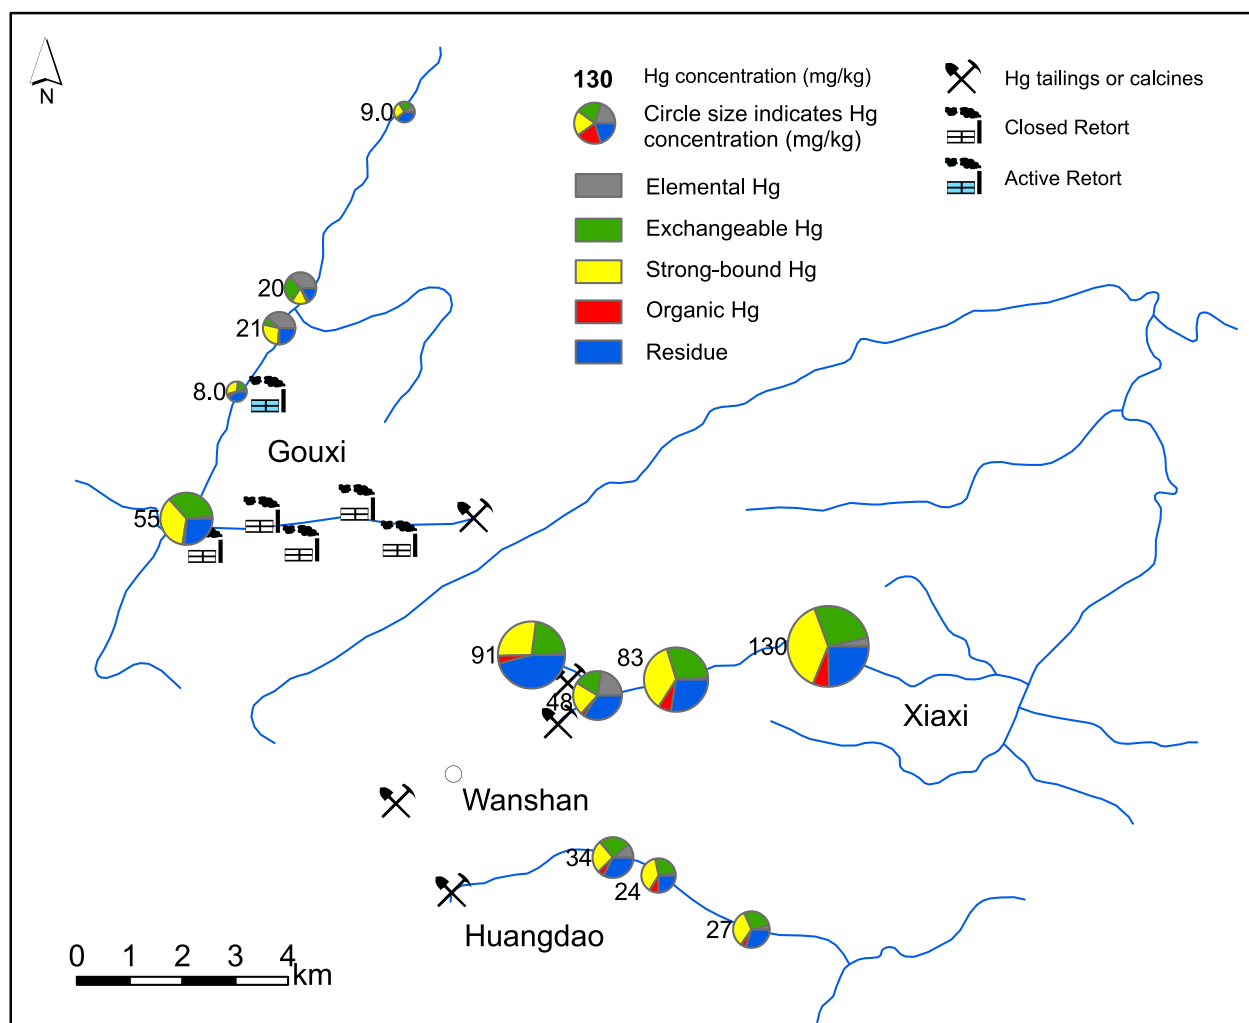 N
130 Hg concentration (mg/kg)
Circle size indicates Hg
concentration (mg/kg)
Elemental Hg
Exchangeable Hg
Strong-bound Hg
Organic Hg
Residue
Hg tailings or calcines
Closed Retort
Active Retort
9.0
20
21
8.0
Gouxi
55
91
83
130
48
Xiaxi
Wanshan
34
24
27
Huangdao
0 1 2 3 4
km